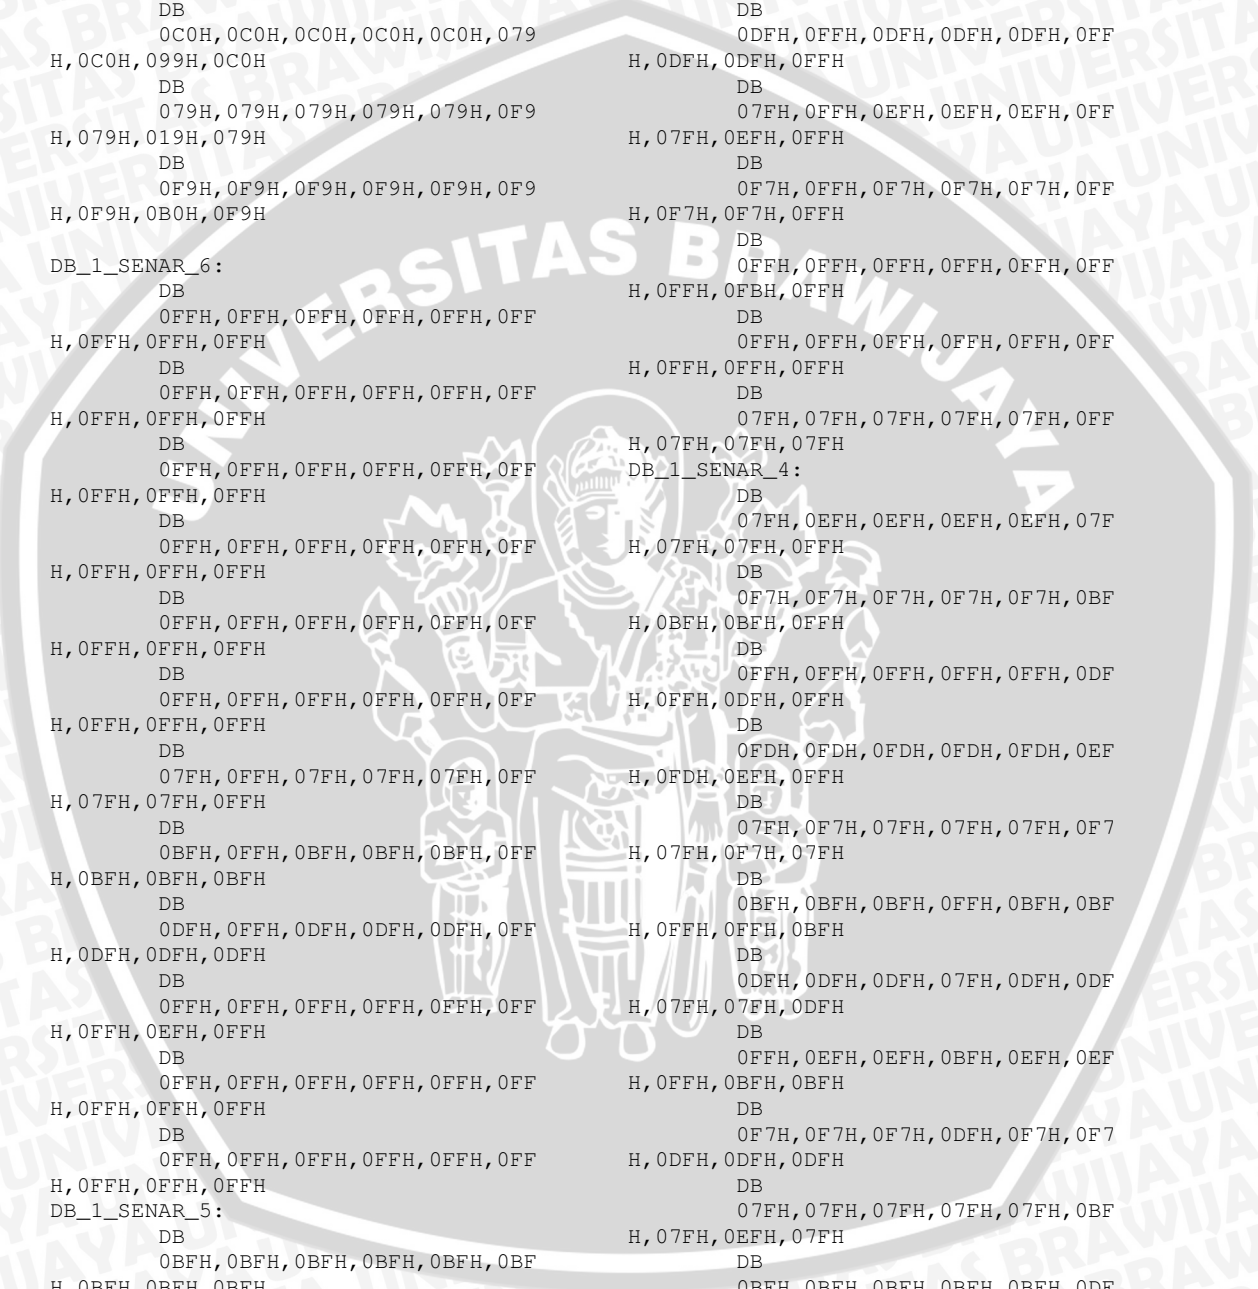 DB
0C0H,0C0H,0C0H,0C0H,0C0H,079
H,0C0H,099H,0C0H
DB
079H,079H,079H,079H,079H,0F9
H,079H,019H,079H
DB
0F9H,0F9H,0F9H,0F9H,0F9H,0F9
H,0F9H,0B0H,0F9H
DB_1_SENAR_6:
DB
0FFH,0FFH,0FFH,0FFH,0FFH,0FF
H,0FFH,0FFH,0FFH
DB
0FFH,0FFH,0FFH,0FFH,0FFH,0FF
H,0FFH,0FFH,0FFH
DB
0FFH,0FFH,0FFH,0FFH,0FFH,0FF
H,0FFH,0FFH,0FFH
DB
0FFH,0FFH,0FFH,0FFH,0FFH,0FF
H,0FFH,0FFH,0FFH
DB
0FFH,0FFH,0FFH,0FFH,0FFH,0FF
H,0FFH,0FFH,0FFH
DB
0FFH,0FFH,0FFH,0FFH,0FFH,0FF
H,0FFH,0FFH,0FFH
DB
07FH,0FFH,07FH,07FH,07FH,0FF
H,07FH,07FH,0FFH
DB
0BFH,0FFH,0BFH,0BFH,0BFH,0FF
H,0BFH,0BFH,0BFH
DB
0DFH,0FFH,0DFH,0DFH,0DFH,0FF
H,0DFH,0DFH,0DFH
DB
0FFH,0FFH,0FFH,0FFH,0FFH,0FF
H,0FFH,0EFH,0FFH
DB
0FFH,0FFH,0FFH,0FFH,0FFH,0FF
H,0FFH,0FFH,0FFH
DB
0FFH,0FFH,0FFH,0FFH,0FFH,0FF
H,0FFH,0FFH,0FFH
DB_1_SENAR_5:
DB
0BFH,0BFH,0BFH,0BFH,0BFH,0BF
H,0BFH,0BFH,0BFH
DB
0DFH,0FFH,0DFH,0DFH,0DFH,0FF
H,0DFH,0DFH,0FFH
DB
07FH,0FFH,0EFH,0EFH,0EFH,0FF
H,07FH,0EFH,0FFH
DB
0F7H,0FFH,0F7H,0F7H,0F7H,0FF
H,0F7H,0F7H,0FFH
DB
0FFH,0FFH,0FFH,0FFH,0FFH,0FF
H,0FFH,0FBH,0FFH
DB
0FFH,0FFH,0FFH,0FFH,0FFH,0FF
H,0FFH,0FFH,0FFH
DB
07FH,07FH,07FH,07FH,07FH,0FF
H,07FH,07FH,07FH
DB_1_SENAR_4:
DB
07FH,0EFH,0EFH,0EFH,0EFH,07F
H,07FH,07FH,0FFH
DB
0F7H,0F7H,0F7H,0F7H,0F7H,0BF
H,0BFH,0BFH,0FFH
DB
0FFH,0FFH,0FFH,0FFH,0FFH,0DF
H,0FFH,0DFH,0FFH
DB
0FDH,0FDH,0FDH,0FDH,0FDH,0EF
H,0FDH,0EFH,0FFH
DB
07FH,0F7H,07FH,07FH,07FH,0F7
H,07FH,0F7H,07FH
DB
0BFH,0BFH,0BFH,0FFH,0BFH,0BF
H,0FFH,0FFH,0BFH
DB
0DFH,0DFH,0DFH,07FH,0DFH,0DF
H,07FH,07FH,0DFH
DB
0FFH,0EFH,0EFH,0BFH,0EFH,0EF
H,0FFH,0BFH,0BFH
DB
0F7H,0F7H,0F7H,0DFH,0F7H,0F7
H,0DFH,0DFH,0DFH
DB
07FH,07FH,07FH,07FH,07FH,0BF
H,07FH,0EFH,07FH
DB
0BFH,0BFH,0BFH,0BFH,0BFH,0DF
UNIVERSITAS BRAWIJAYA